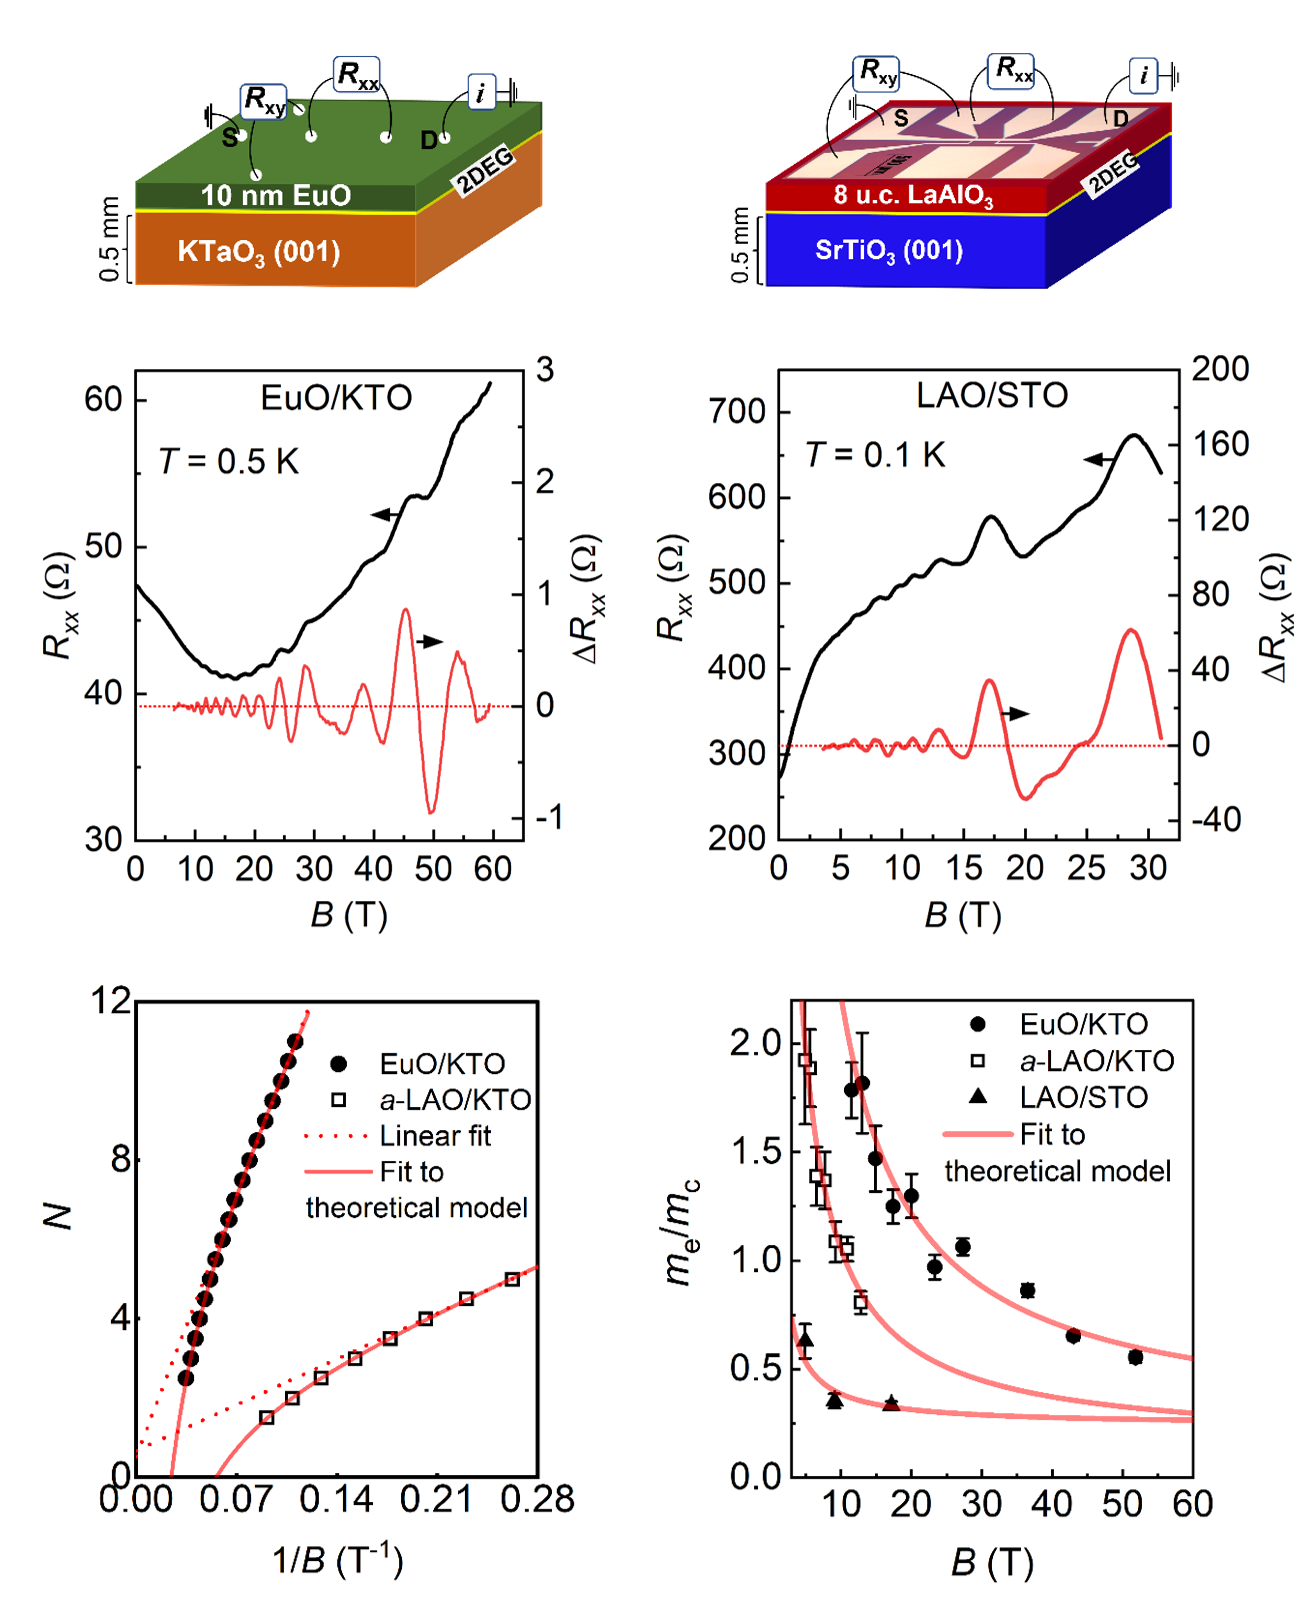 Rxy
Rxx
i
S
D
2DEG
10 nm EuO
KTaO3 (001)
0.5 mm
Rxy
Rxx
i
S
D
2DEG
8 u.c. LaAlO3
SrTiO3 (001)
0.5 mm
EuO/KTO
T = 0.5 K
60
50
40
30
3
2
1
0
-1
Rxx (Ω)
ΔRxx (Ω)
0 10 20 30 40 50 60
B (T)
LAO/STO
T = 0.1 K
700
600
500
400
300
200
200
160
120
80
40
0
-40
Rxx (Ω)
ΔRxx (Ω)
0 5 10 15 20 25 30
B (T)
12
8
4
0
N
EuO/KTO
a-LAO/KTO
Linear fit
Fit to
theoretical model
0.00 0.07 0.14 0.21 0.28
1/B (T-1)
2.0
1.5
1.0
0.5
0.0
me/mc
EuO/KTO
a-LAO/KTO
LAO/STO
Fit to
theoretical model
10 20 30 40 50 60
B (T)